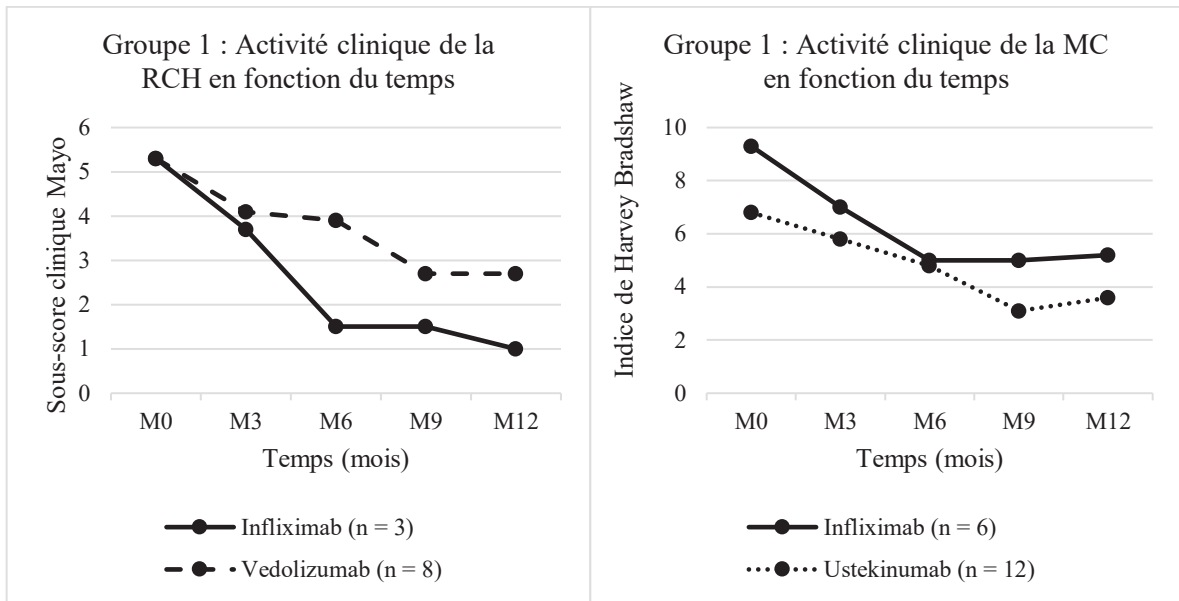 Groupe 1 : Activité clinique de la
RCH en fonction du temps
Sous-score clinique Mayo
6
5
4
3
2
1
0
M0 M3 M6 M9 M12
Temps (mois)
Infliximab (n = 3)
Vedolizumab (n = 8)
Groupe 1 : Activité clinique de la MC
en fonction du temps
Indice de Harvey Bradshaw
10
8
6
4
2
0
M0 M3 M6 M9 M12
Temps (mois)
Infliximab (n = 6)
Ustekinumab (n = 12)